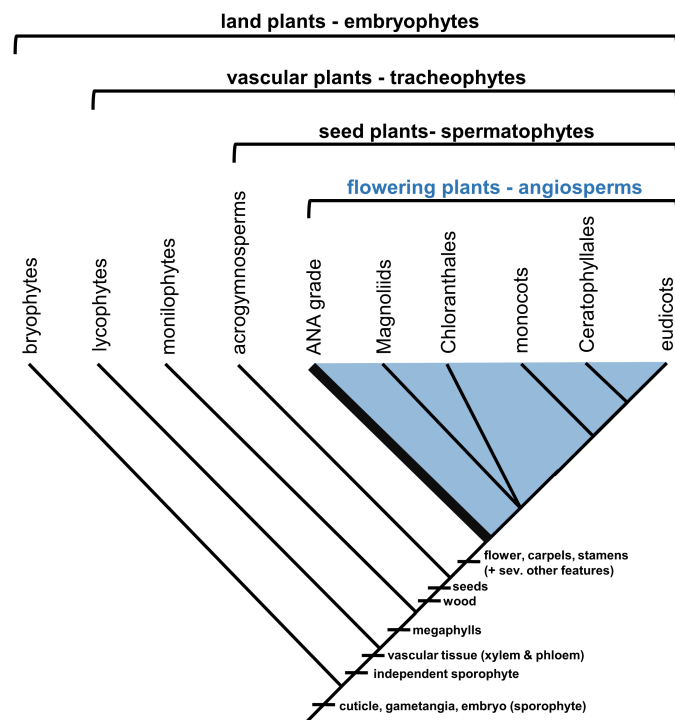 land plants - embryophytes
vascular plants - tracheophytes
seed plants- spermatophytes
flowering plants - angiosperms
bryophytes
lycophytes
monilophytes
acrogymnosperms
ANA grade
Magnoliids
Chloranthales
monocots
Ceratophyllales
eudicots
flower, carpels, stamens
(+ sev. other features)
seeds
wood
megaphylls
vascular tissue (xylem & phloem)
independent sporophyte
cuticle, gametangia, embryo (sporophyte)